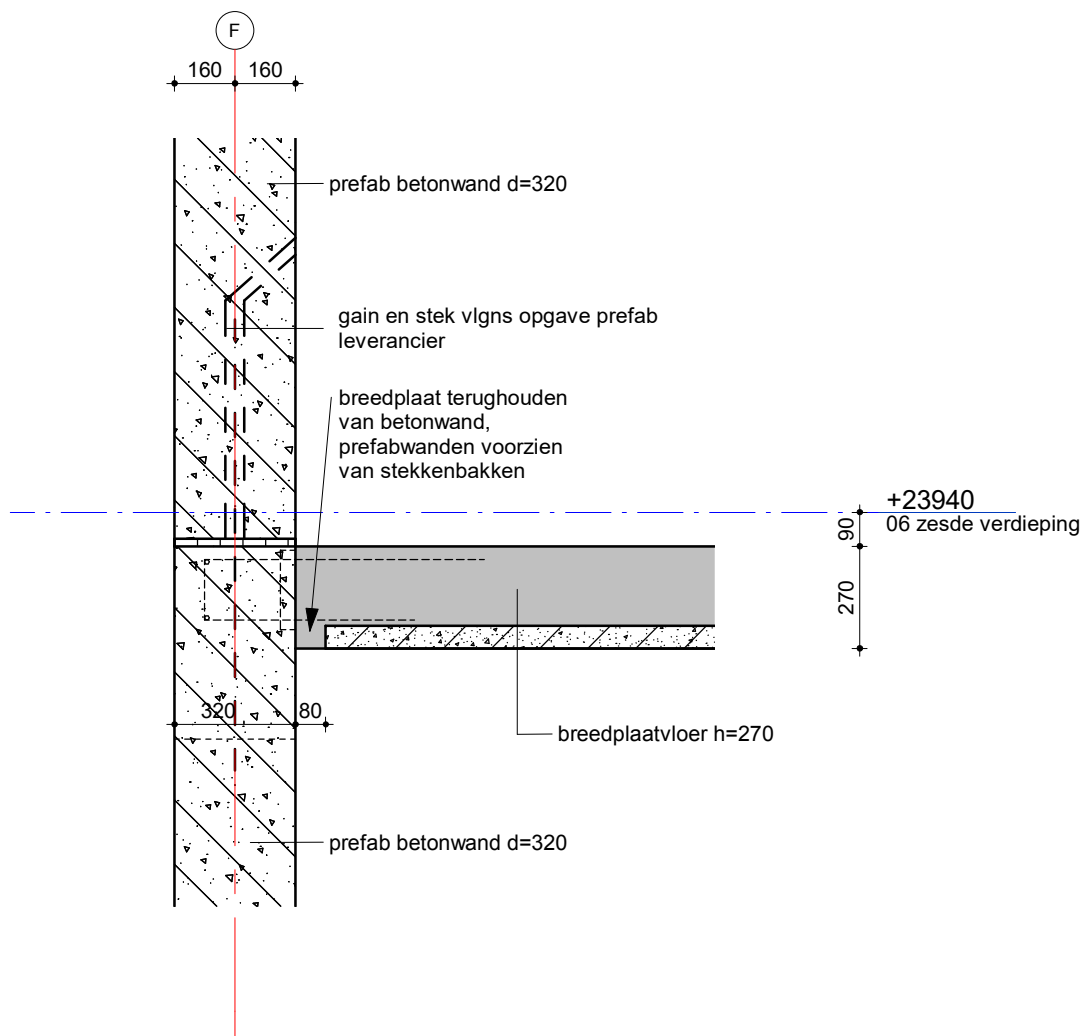 F
160
160
prefab betonwand d=320
gain en stek vlgns opgave prefab
leverancier
breedplaat terughouden
van betonwand,
prefabwanden voorzien
van stekkenbakken
+23940
06 zesde verdieping
90
270
320
80
breedplaatvloer h=270
prefab betonwand d=320